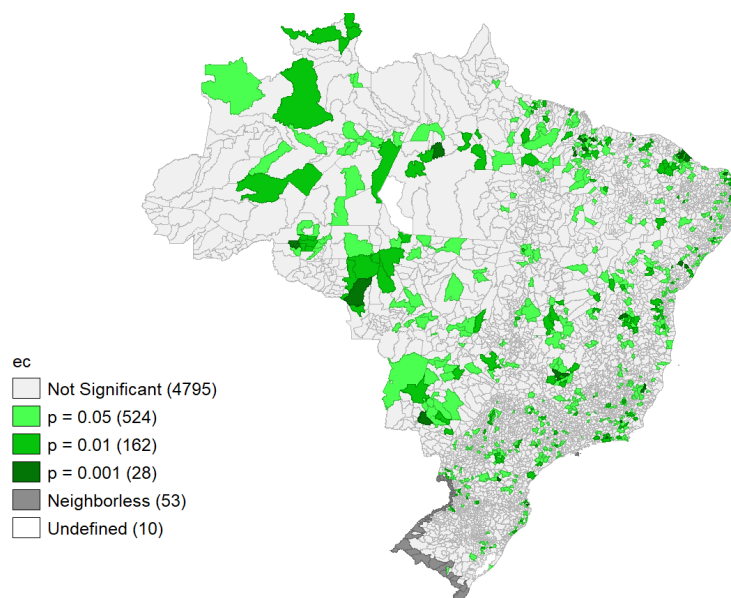 ec
Not Significant (4795)
p = 0.05 (524)
p = 0.01 (162)
p = 0.001 (28)
Neighborless (53)
Undefined (10)